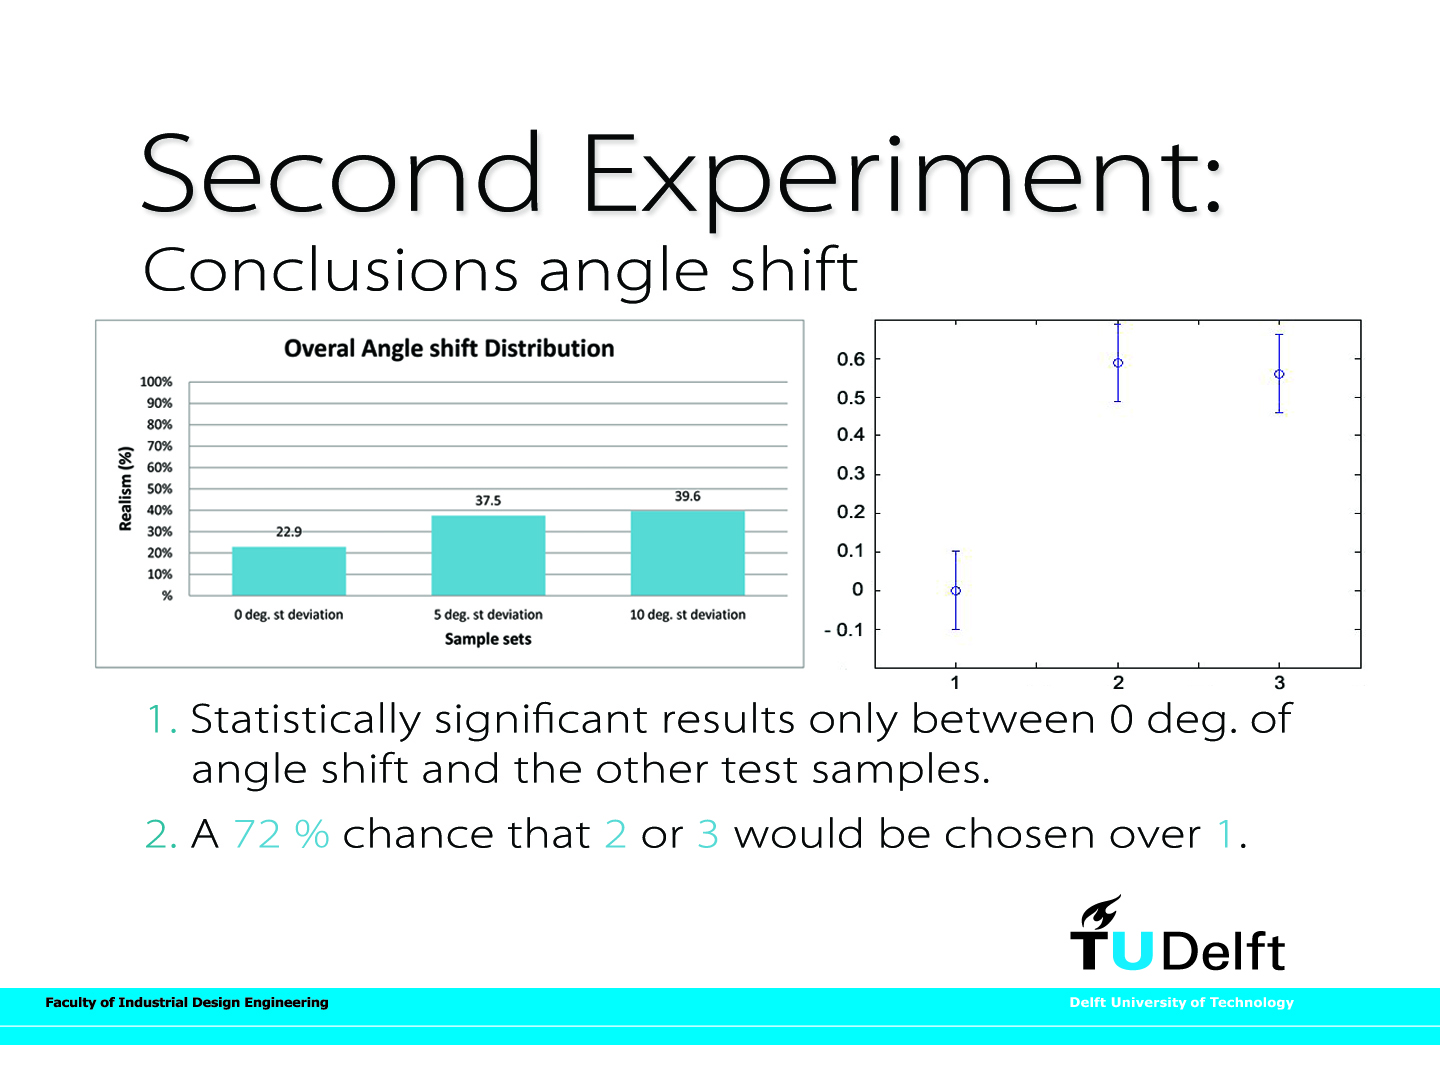 Second Experiment:
Conclusions angle shift
Overal Angle shift Distribution
Realism (%)
100%
90%
80%
70%
60%
50%
40%
30%
20%
10%
%
22.9
37.5
39.6
0 deg. st deviation
5 deg. st deviation
10 deg. st deviation
Sample sets
0.6
0.5
0.4
0.3
0.2
0.1
0
- 0.1
1
2
3
1. Statistically significant results only between 0 deg. of
angle shift and the other test samples.
2. A 72 % chance that 2 or 3 would be chosen over 1.
TU Delft
Faculty of Industrial Design Engineering
Delft University of Technology